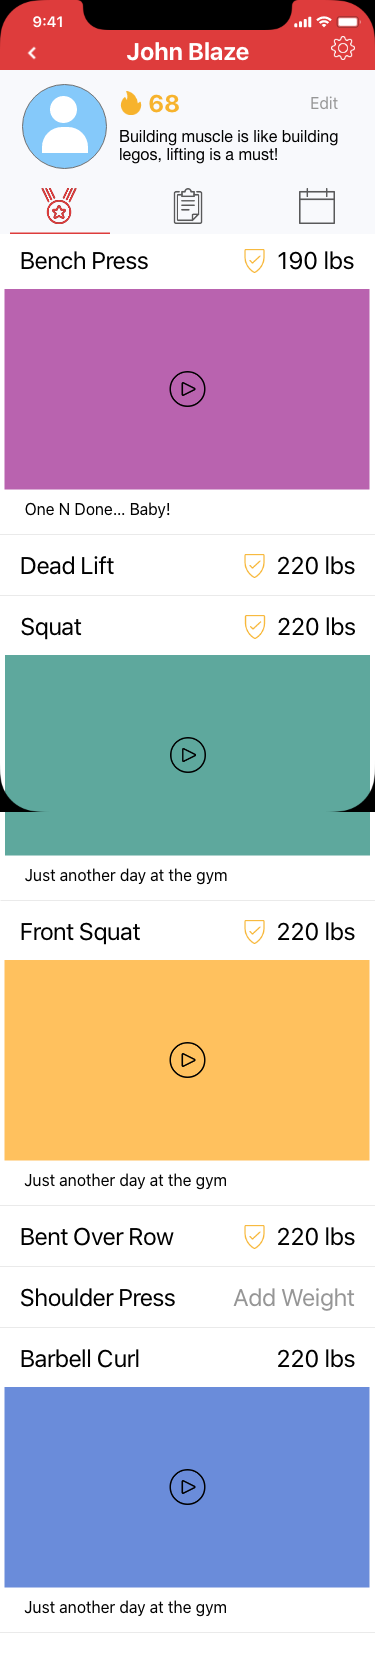 9:41
John Blaze
68
Edit
Building muscle is like building
legos, lifting is a must!
Bench Press 190 lbs
One N Done... Baby!
Dead Lift 220 lbs
Squat 220 lbs
Just another day at the gym
Front Squat 220 lbs
Just another day at the gym
Bent Over Row 220 lbs
Shoulder Press Add Weight
Barbell Curl 220 lbs
Just another day at the gym